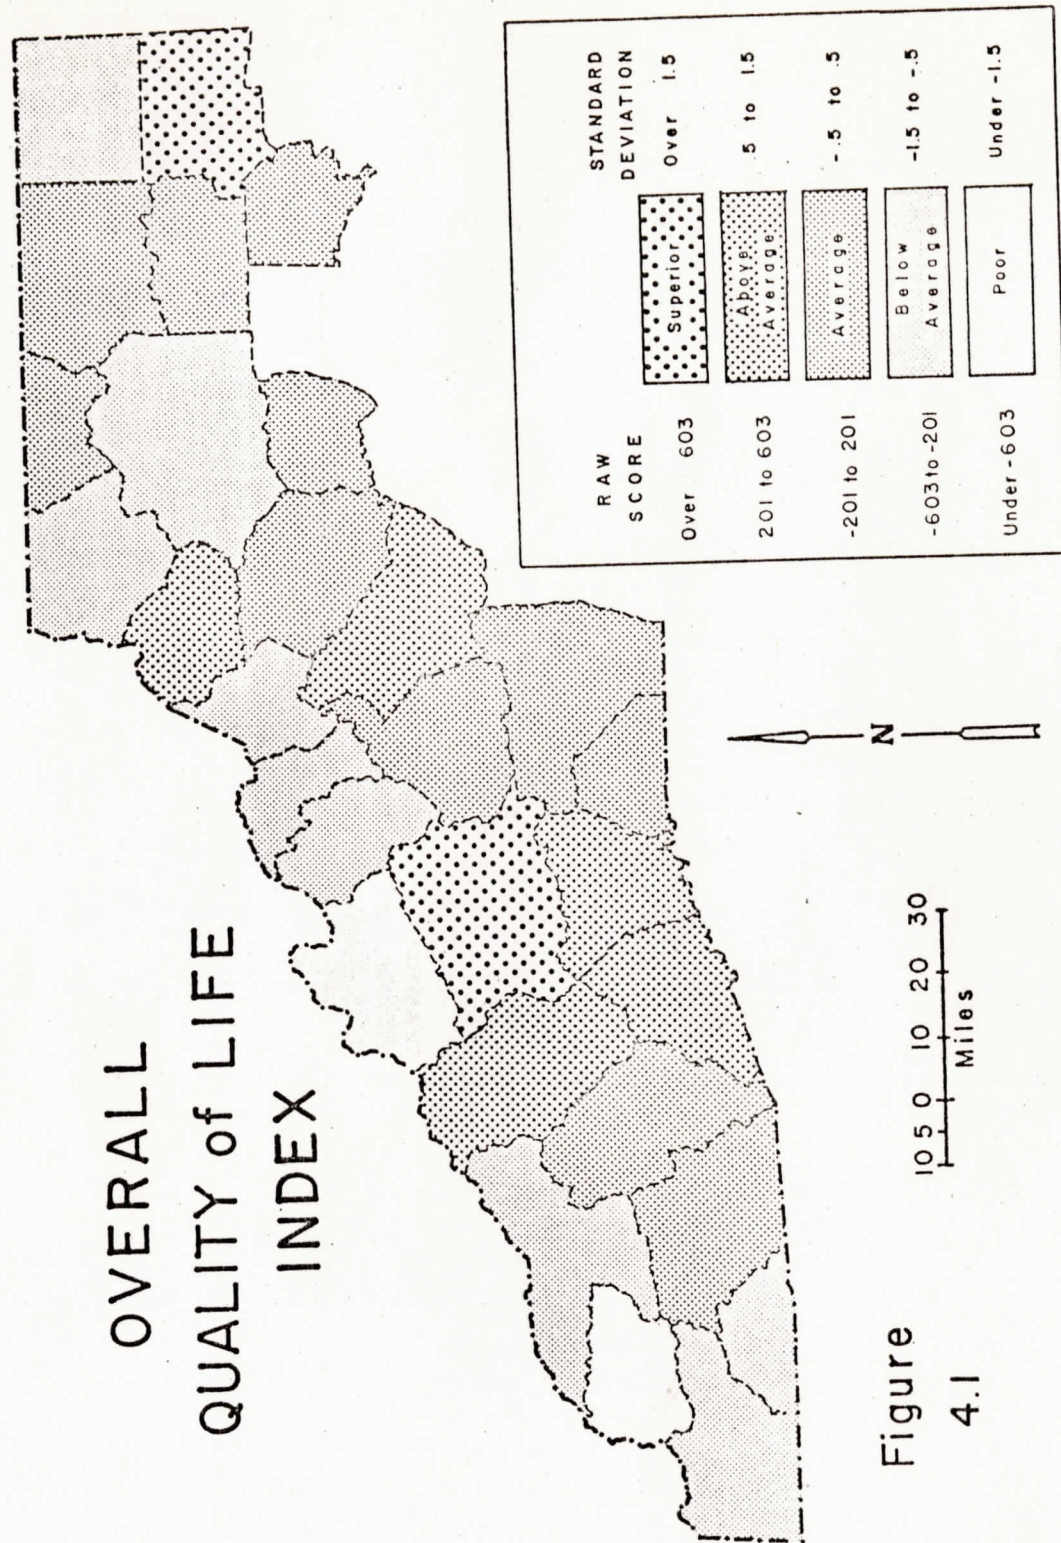 OVERALL
QUALITY of LIFE
INDEX
RAW
SCORE
STANDARD
DEVIATION
Over 603
Superior
Over 1.5
201 to 603
Above
Average
.5 to 1.5
-201 to 201
Average
-.5 to .5
-603 to -201
Below
Average
-1.5 to -.5
Under -603
Poor
Under -1.5
N
10 5 0 10 20 30
Miles
Figure
4.1